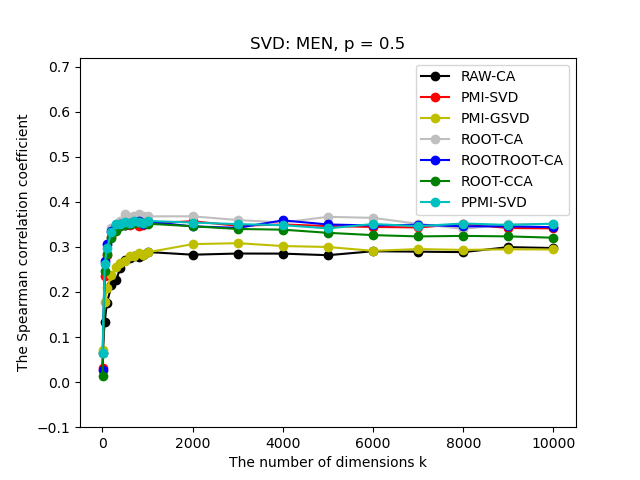 SVD: MEN, p = 0.5
The Spearman correlation coefficient
0.7
0.6
0.5
0.4
0.3
0.2
0.1
0.0
−0.1
RAW-CA
PMI-SVD
PMI-GSVD
ROOT-CA
ROOTROOT-CA
ROOT-CCA
PPMI-SVD
0 2000 4000 6000 8000 10000
The number of dimensions k